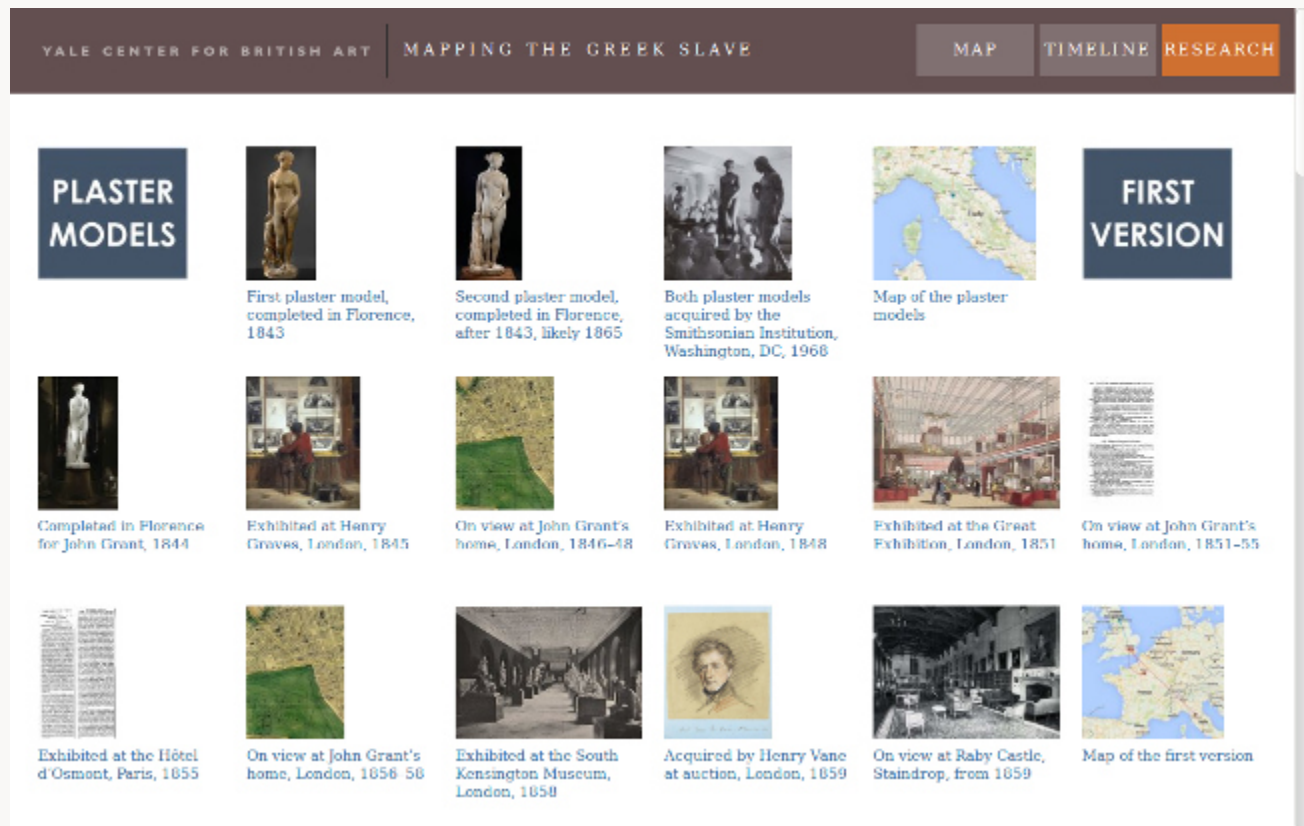 YALE CENTER FOR BRITISH ART
MAPPING THE GREEK SLAVE
MAP
TIMELINE
RESEARCH
PLASTER
MODELS
First plaster model,
completed in Florence,
1843
Second plaster model,
completed in Florence,
after 1843, likely 1865
Both plaster models
acquired by the
Smithsonian Institution,
Washington, DC, 1968
Map of the plaster
models
FIRST
VERSION
Completed in Florence
for John Grant, 1844
Exhibited at Henry
Graves, London, 1845
On view at John Grant's
home, London, 1846–48
Exhibited at Henry
Graves, London, 1848
Exhibited at the Great
Exhibition, London, 1851
On view at John Grant's
home, London, 1851–55
Exhibited at the Hôtel
d'Osmont, Paris, 1855
On view at John Grant's
home, London, 1856–58
Exhibited at the South
Kensington Museum,
London, 1858
Acquired by Henry Vane
at auction, London, 1859
On view at Raby Castle,
Staindrop, from 1859
Map of the first version